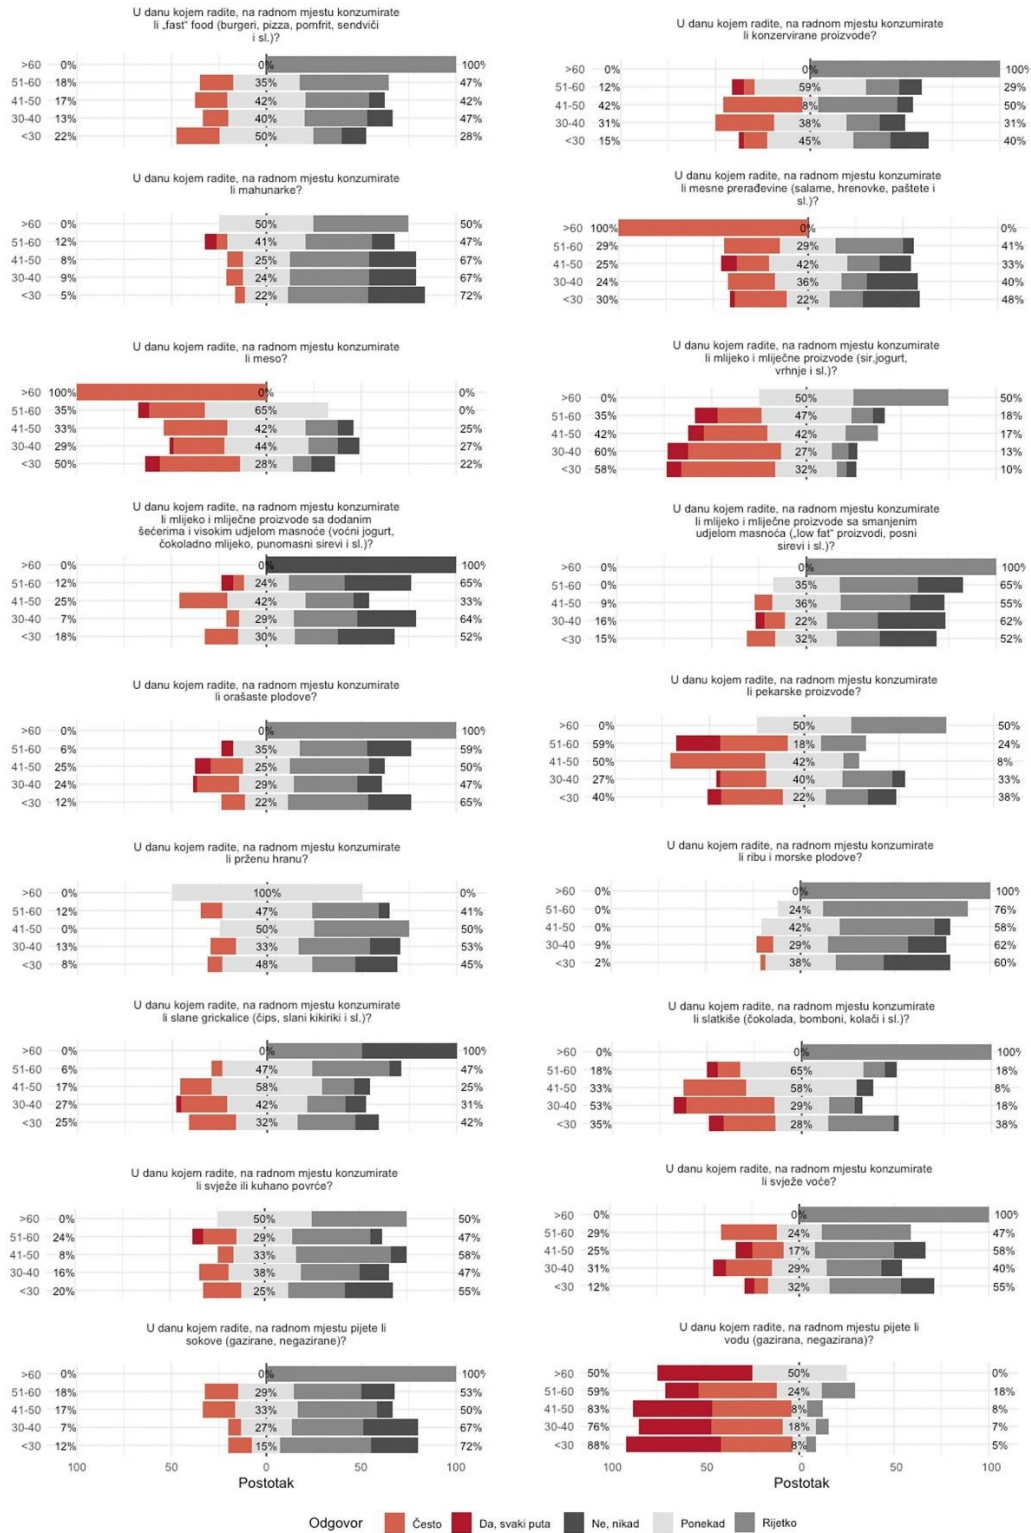 U danu kojem radite, na radnom mjestu konzumirate
li „fast“ food (burgeri, pizza, pomfrit, sendviči
i sl.)?
>60 0% 0% 100%
51-60 18% 35% 47%
41-50 17% 42% 42%
30-40 13% 40% 47%
<30 22% 50% 28%
U danu kojem radite, na radnom mjestu konzumirate
li konzervirane proizvode?
>60 0% 0% 100%
51-60 12% 59% 29%
41-50 42% 8% 50%
30-40 31% 38% 31%
<30 15% 45% 40%
U danu kojem radite, na radnom mjestu konzumirate
li mahunarke?
>60 0% 50% 50%
51-60 12% 41% 47%
41-50 8% 25% 67%
30-40 9% 24% 67%
<30 5% 22% 72%
U danu kojem radite, na radnom mjestu konzumirate
li mesne prerađevine (salame, hrenovke, paštete i
sl.)?
>60 100% 0% 0%
51-60 29% 29% 41%
41-50 25% 42% 33%
30-40 24% 36% 40%
<30 30% 22% 48%
U danu kojem radite, na radnom mjestu konzumirate
li meso?
>60 100% 0% 0%
51-60 35% 65% 0%
41-50 33% 42% 25%
30-40 29% 44% 27%
<30 50% 28% 22%
U danu kojem radite, na radnom mjestu konzumirate
li mlijeko i mliječne proizvode (sir,jogurt,
vrhnje i sl.)?
>60 0% 50% 50%
51-60 35% 47% 18%
41-50 42% 42% 17%
30-40 60% 27% 13%
<30 58% 32% 10%
U danu kojem radite, na radnom mjestu konzumirate
li mlijeko i mliječne proizvode sa dodanim
šećerima i visokim udjelom masnoće (voćni jogurt,
čokoladno mlijeko, punomasni sirevi i sl.)?
>60 0% 0% 100%
51-60 12% 24% 65%
41-50 25% 42% 33%
30-40 7% 29% 64%
<30 18% 30% 52%
U danu kojem radite, na radnom mjestu konzumirate
li mlijeko i mliječne proizvode sa smanjenim
udjelom masnoća („low fat“ proizvodi, posni
sirevi i sl.)?
>60 0% 0% 100%
51-60 0% 35% 65%
41-50 9% 36% 55%
30-40 16% 22% 62%
<30 15% 32% 52%
U danu kojem radite, na radnom mjestu konzumirate
li orašaste plodove?
>60 0% 0% 100%
51-60 6% 35% 59%
41-50 25% 25% 50%
30-40 24% 29% 47%
<30 12% 22% 65%
U danu kojem radite, na radnom mjestu konzumirate
li pekarske proizvode?
>60 0% 50% 50%
51-60 59% 18% 24%
41-50 50% 42% 8%
30-40 27% 40% 33%
<30 40% 22% 38%
U danu kojem radite, na radnom mjestu konzumirate
li prženu hranu?
>60 0% 100% 0%
51-60 12% 47% 41%
41-50 0% 50% 50%
30-40 13% 33% 53%
<30 8% 48% 45%
U danu kojem radite, na radnom mjestu konzumirate
li ribu i morske plodove?
>60 0% 0% 100%
51-60 0% 24% 76%
41-50 0% 42% 58%
30-40 9% 29% 62%
<30 2% 38% 60%
U danu kojem radite, na radnom mjestu konzumirate
li slane grickalice (čips, slani kikiriki i sl.)?
>60 0% 0% 100%
51-60 6% 47% 47%
41-50 17% 58% 25%
30-40 27% 42% 31%
<30 25% 32% 42%
U danu kojem radite, na radnom mjestu konzumirate
li slatkiše (čokolada, bomboni, kolači i sl.)?
>60 0% 0% 100%
51-60 18% 65% 18%
41-50 33% 58% 8%
30-40 53% 29% 18%
<30 35% 28% 38%
U danu kojem radite, na radnom mjestu konzumirate
li svježe ili kuhano povrće?
>60 0% 50% 50%
51-60 24% 29% 47%
41-50 8% 33% 58%
30-40 16% 38% 47%
<30 20% 25% 55%
U danu kojem radite, na radnom mjestu konzumirate
li svježe voće?
>60 0% 0% 100%
51-60 29% 24% 47%
41-50 25% 17% 58%
30-40 31% 29% 40%
<30 12% 32% 55%
U danu kojem radite, na radnom mjestu pijete li
sokove (gazirane, negazirane)?
>60 0% 0% 100%
51-60 18% 29% 53%
41-50 17% 33% 50%
30-40 7% 27% 67%
<30 12% 15% 72%
100 50 0 50 100
Postotak
U danu kojem radite, na radnom mjestu pijete li
vodu (gazirana, negazirana)?
>60 50% 50% 0%
51-60 59% 24% 18%
41-50 83% 8% 8%
30-40 76% 18% 7%
<30 88% 8% 5%
100 50 0 50 100
Postotak
Odgovor Često Da, svaki puta Ne, nikad Ponekad Rijetko